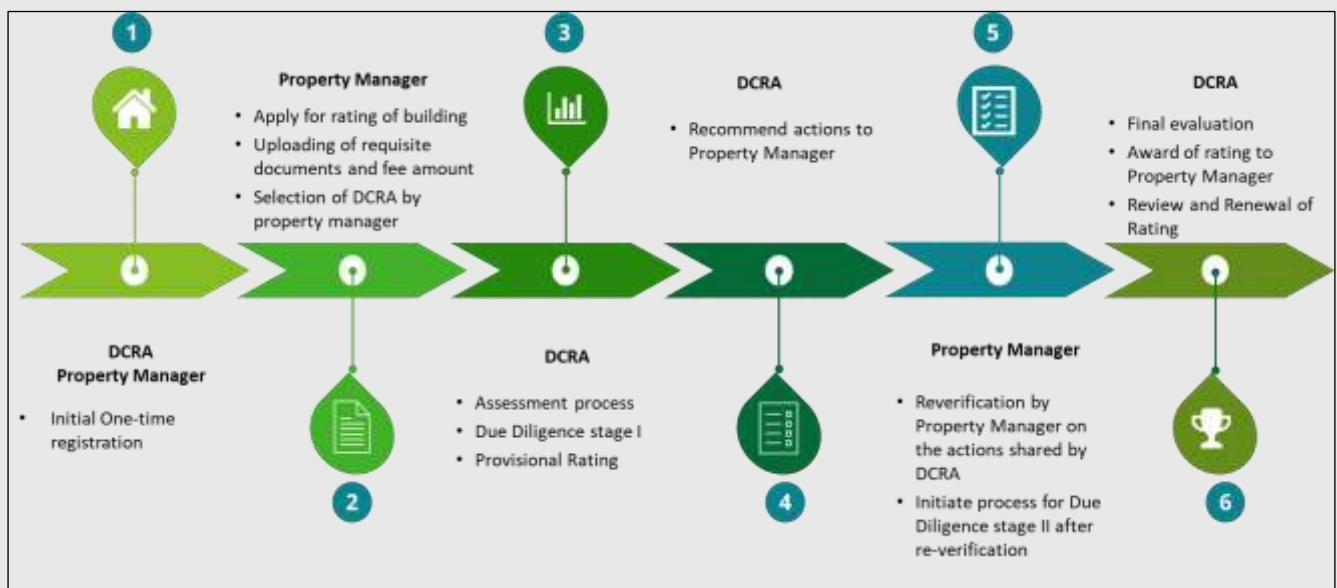 1
DCRA
Property Manager
• Initial One-time
registration
Property Manager
• Apply for rating of building
• Uploading of requisite
documents and fee amount
• Selection of DCRA by
property manager
2
3
DCRA
• Assessment process
• Due Diligence stage I
• Provisional Rating
DCRA
• Recommend actions to
Property Manager
4
5
Property Manager
• Reverification by
Property Manager on
the actions shared by
DCRA
• Initiate process for Due
Diligence stage II after
re-verification
DCRA
• Final evaluation
• Award of rating to
Property Manager
• Review and Renewal of
Rating
6